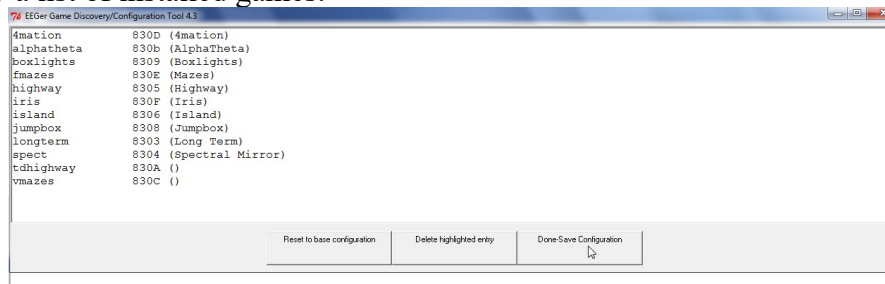 76 EEGer Game Discovery/Configuration Tool 4.3
4mation 830D (4mation)
alphatheta 830b (AlphaTheta)
boxlights 8309 (Boxlights)
fmazes 830E (Mazes)
highway 8305 (Highway)
iris 830F (Iris)
island 8306 (Island)
jumpbox 8308 (Jumpbox)
longterm 8303 (Long Term)
spect 8304 (Spectral Mirror)
tdhighway 830A ()
vmazes 830C ()
Reset to base configuration Delete highlighted entry Done-Save Configuration